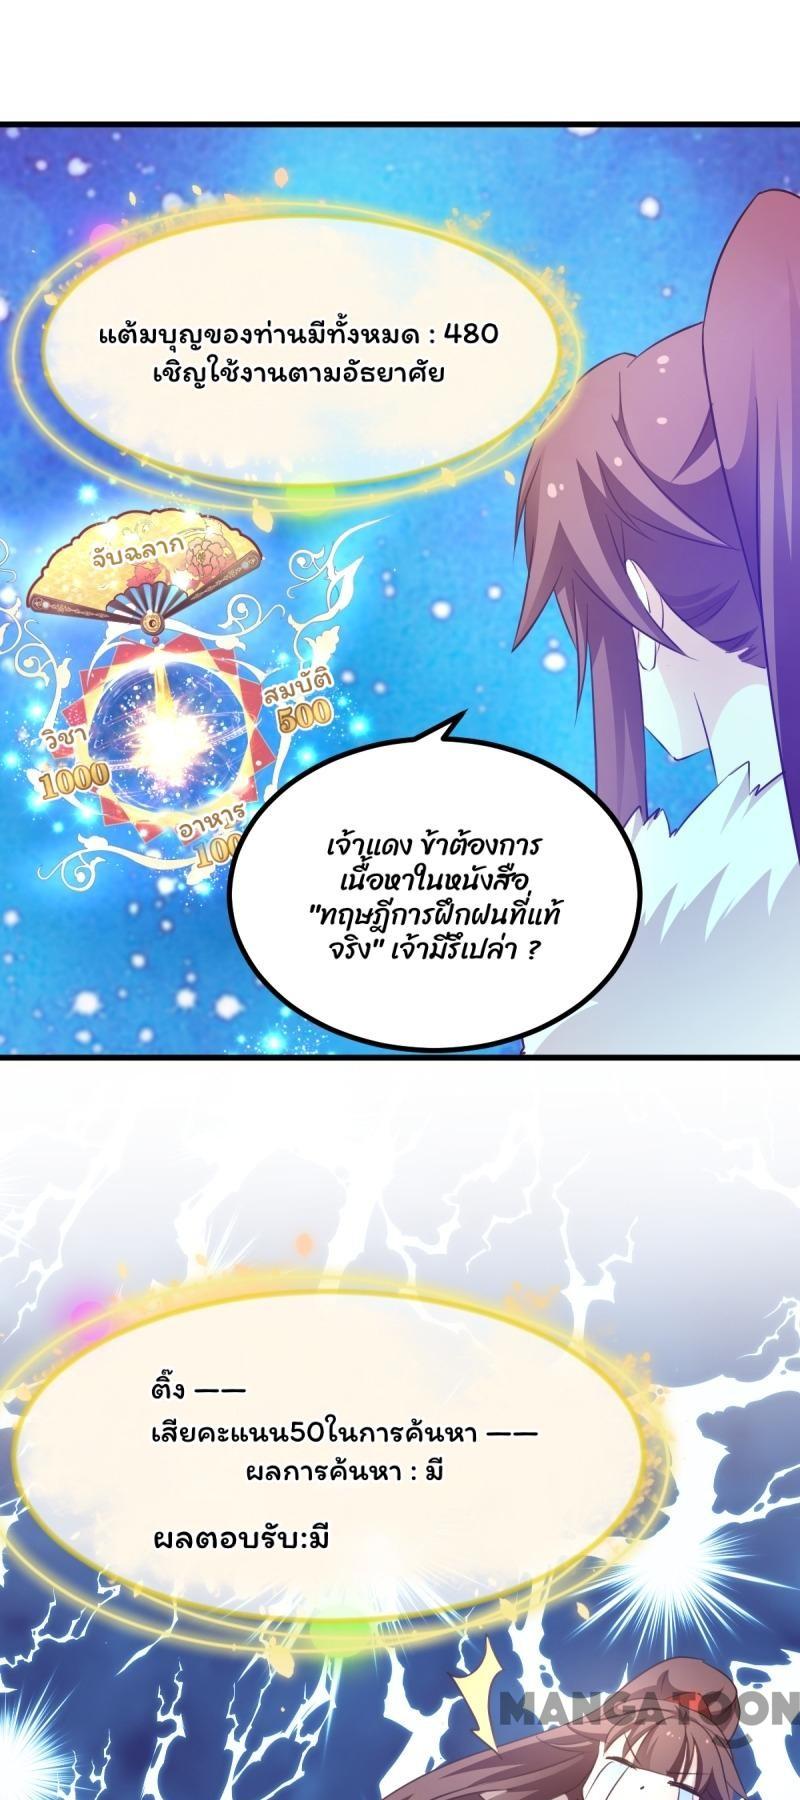 แต้มบุญของท่านมีทั้งหมด : 480
เชิญใช้งานตามอัธยาศัย
จับฉลาก
สมบัติ
500
วิชา
1000
อาหาร
100
เจ้าแดง ข้าต้องการ
เนื้อหาในหนังสือ
"ทฤษฎีการฝึกฝนที่แท้
จริง" เจ้ามีรึเปล่า ?
ติ๊ง ——
เสียคะแนน50ในการค้นหา ——
ผลการค้นหา : มี
ผลตอบรับ:มี
MANGATOON